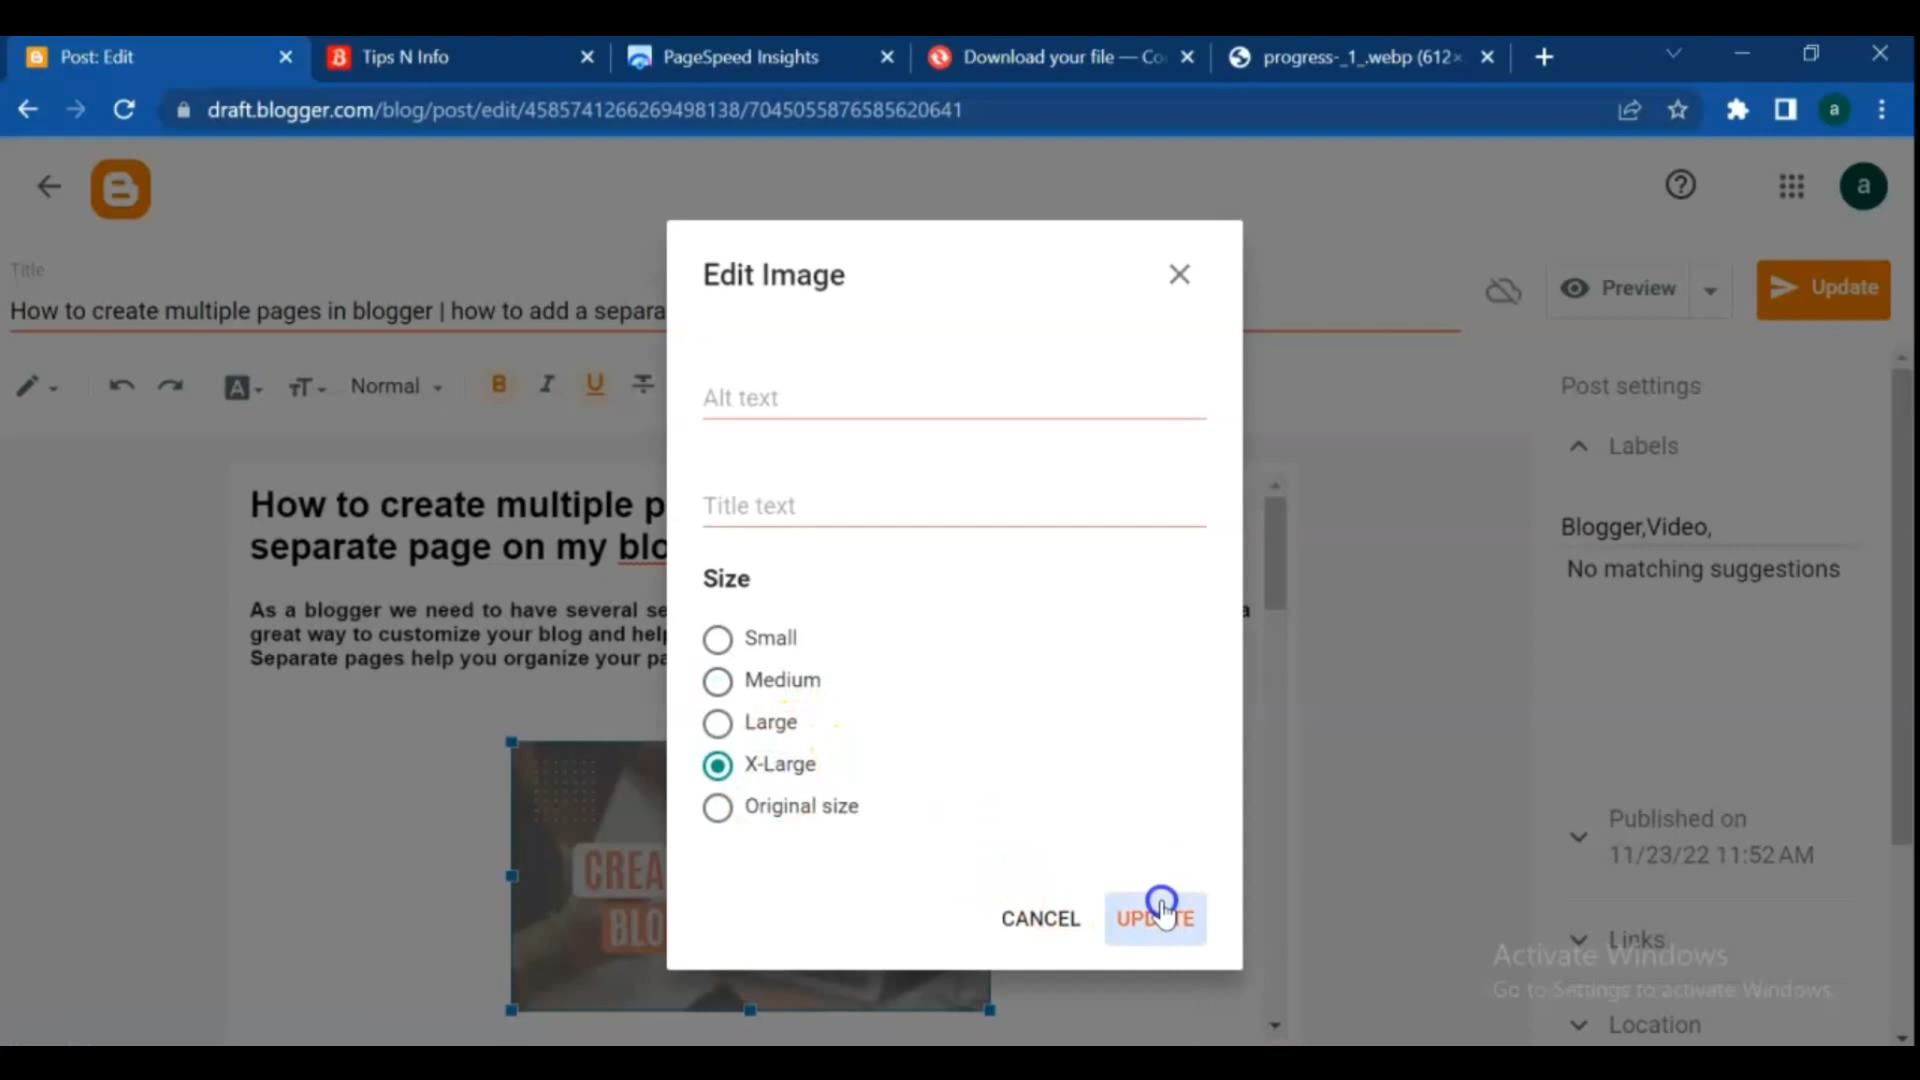 Post: Edit
Tips N Info
PageSpeed Insights
Download your file — Co
progress-_1_.webp (612×
draft.blogger.com/blog/post/edit/4585741266269498138/7045055876585620641
a
a
Title
How to create multiple pages in blogger | how to add a separa
Preview
Update
Normal
B
I
U
Post settings
Labels
Blogger,Video,
No matching suggestions
Published on
11/23/22 11:52 AM
Links
Location
How to create multiple p
separate page on my blo
As a blogger we need to have several se
a
great way to customize your blog and help
Separate pages help you organize your pa
CREA
BLO
Edit Image
Alt text
Title text
Size
Small
Medium
Large
X-Large
Original size
CANCEL
UPDATE
Activate Windows
Go to Settings to activate Windows.